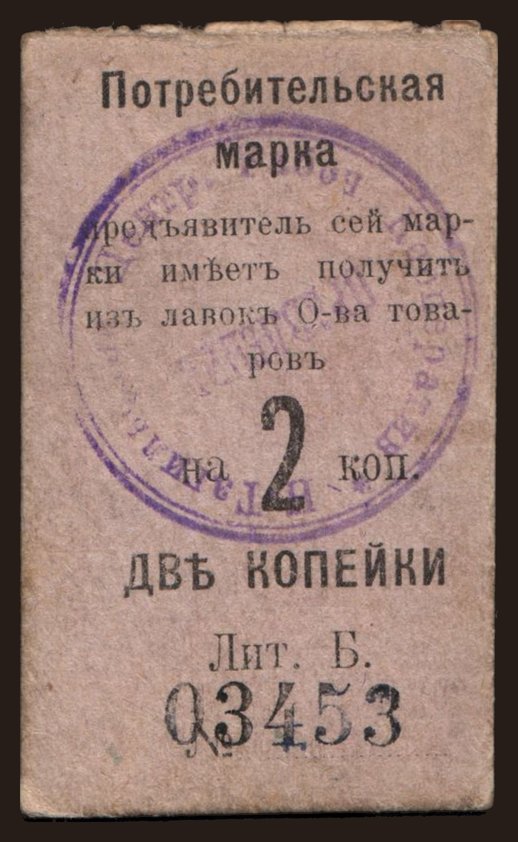 Потребительская
марка
предъявитель сей мар-
ки имѣетъ получить
изъ лавокъ О-ва това-
ровъ
на 2 коп.
ДВѢ КОПЕЙКИ
Лит. Б.
№ 03453